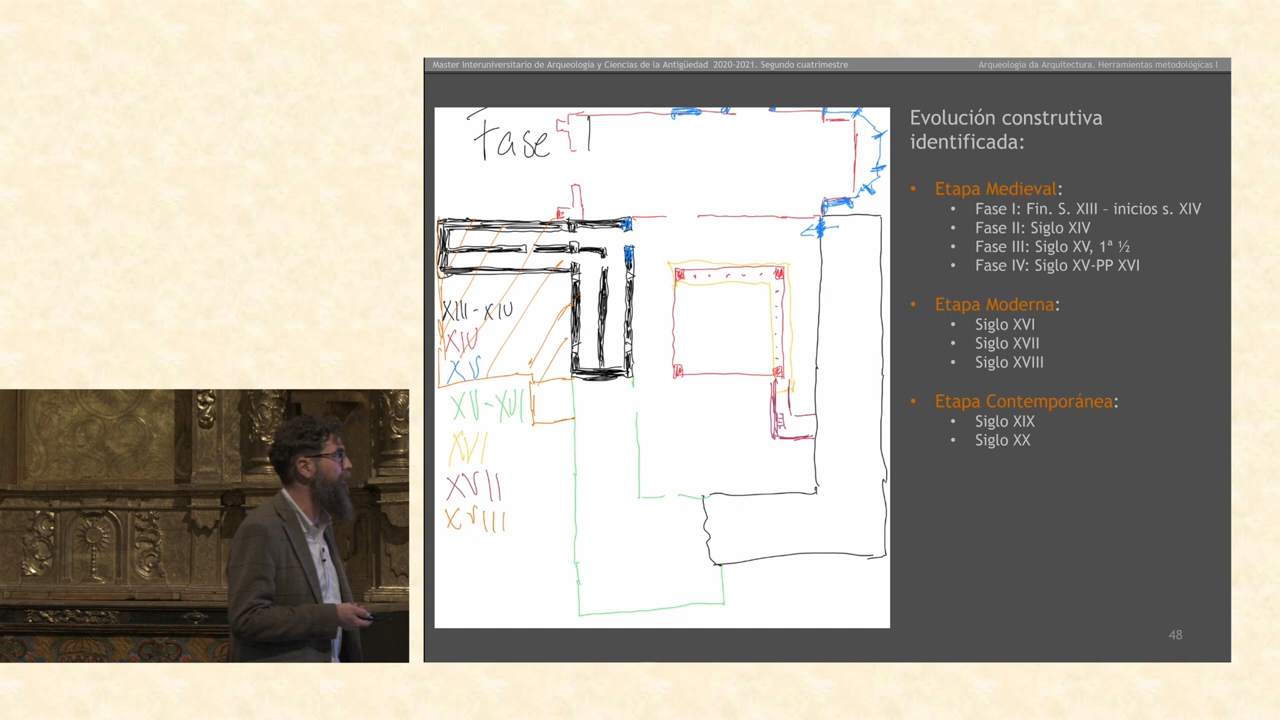 Master Interuniversitario de Arqueología y Ciencias de la Antigüedad 2020-2021. Segundo cuatrimestre
Arqueologia da Arquitectura. Herramientas metodológicas I
Fase 1
XIII-XIV
XIV
XV
XV-XVI
XVI
XVII
XVIII
Evolución construtiva
identificada:
• Etapa Medieval:
• Fase I: Fin. S. XIII – inicios s. XIV
• Fase II: Siglo XIV
• Fase III: Siglo XV, 1ª ½
• Fase IV: Siglo XV-PP XVI
• Etapa Moderna:
• Siglo XVI
• Siglo XVII
• Siglo XVIII
• Etapa Contemporánea:
• Siglo XIX
• Siglo XX
48